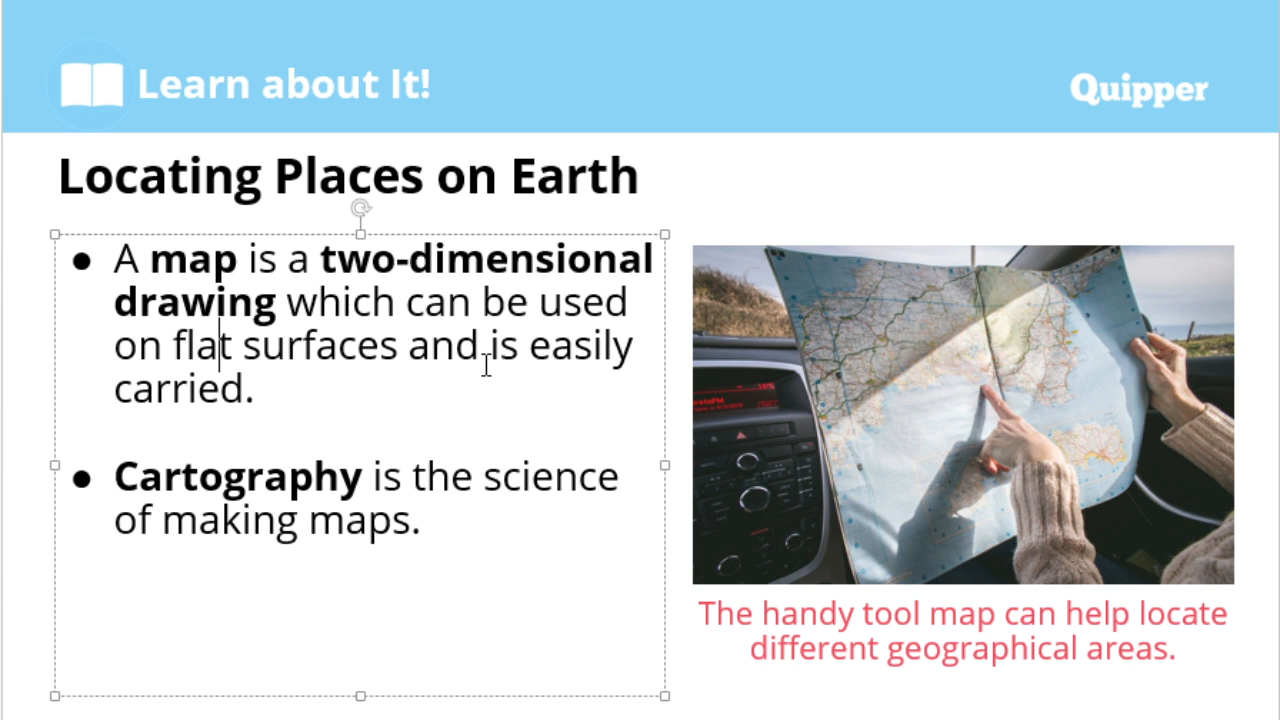 Learn about It!
Quipper
Locating Places on Earth
● A map is a two-dimensional
drawing which can be used
on flat surfaces and is easily
carried.
● Cartography is the science
of making maps.
The handy tool map can help locate
different geographical areas.